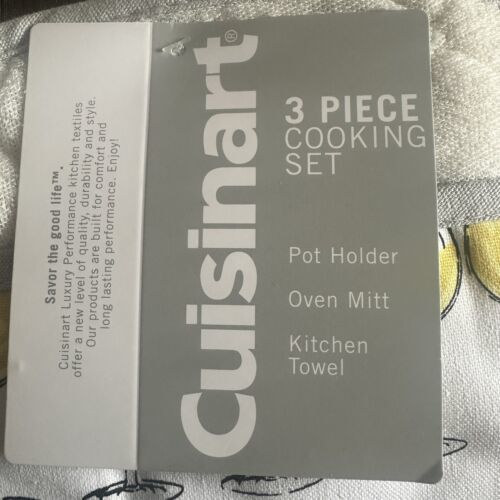 Savor the good life™.
Cuisinart Luxury Performance kitchen textiles
offer a new level of quality, durability and style.
Our products are built for comfort and
long lasting performance. Enjoy!
Cuisinart®
3 PIECE
COOKING
SET
Pot Holder
Oven Mitt
Kitchen
Towel